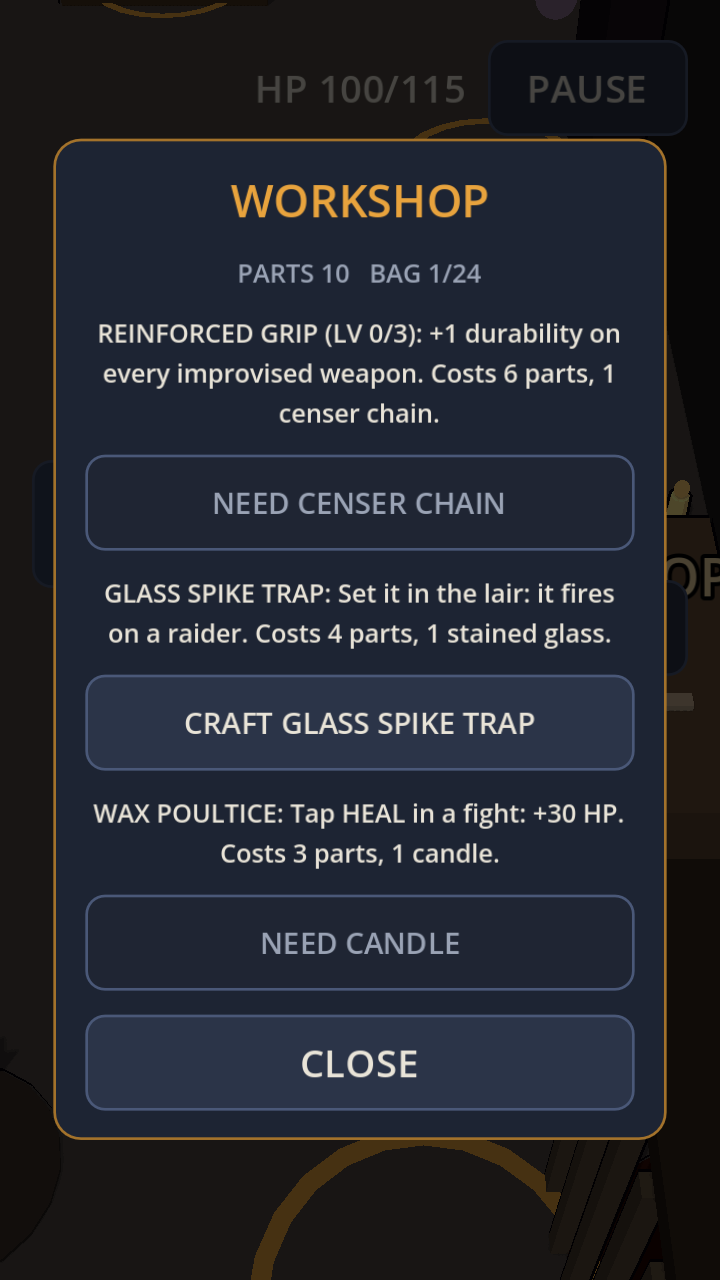 HP 100/115
PAUSE
WORKSHOP
PARTS 10 BAG 1/24
REINFORCED GRIP (LV 0/3): +1 durability on
every improvised weapon. Costs 6 parts, 1
censer chain.
NEED CENSER CHAIN
GLASS SPIKE TRAP: Set it in the lair: it fires
on a raider. Costs 4 parts, 1 stained glass.
CRAFT GLASS SPIKE TRAP
WAX POULTICE: Tap HEAL in a fight: +30 HP.
Costs 3 parts, 1 candle.
NEED CANDLE
CLOSE